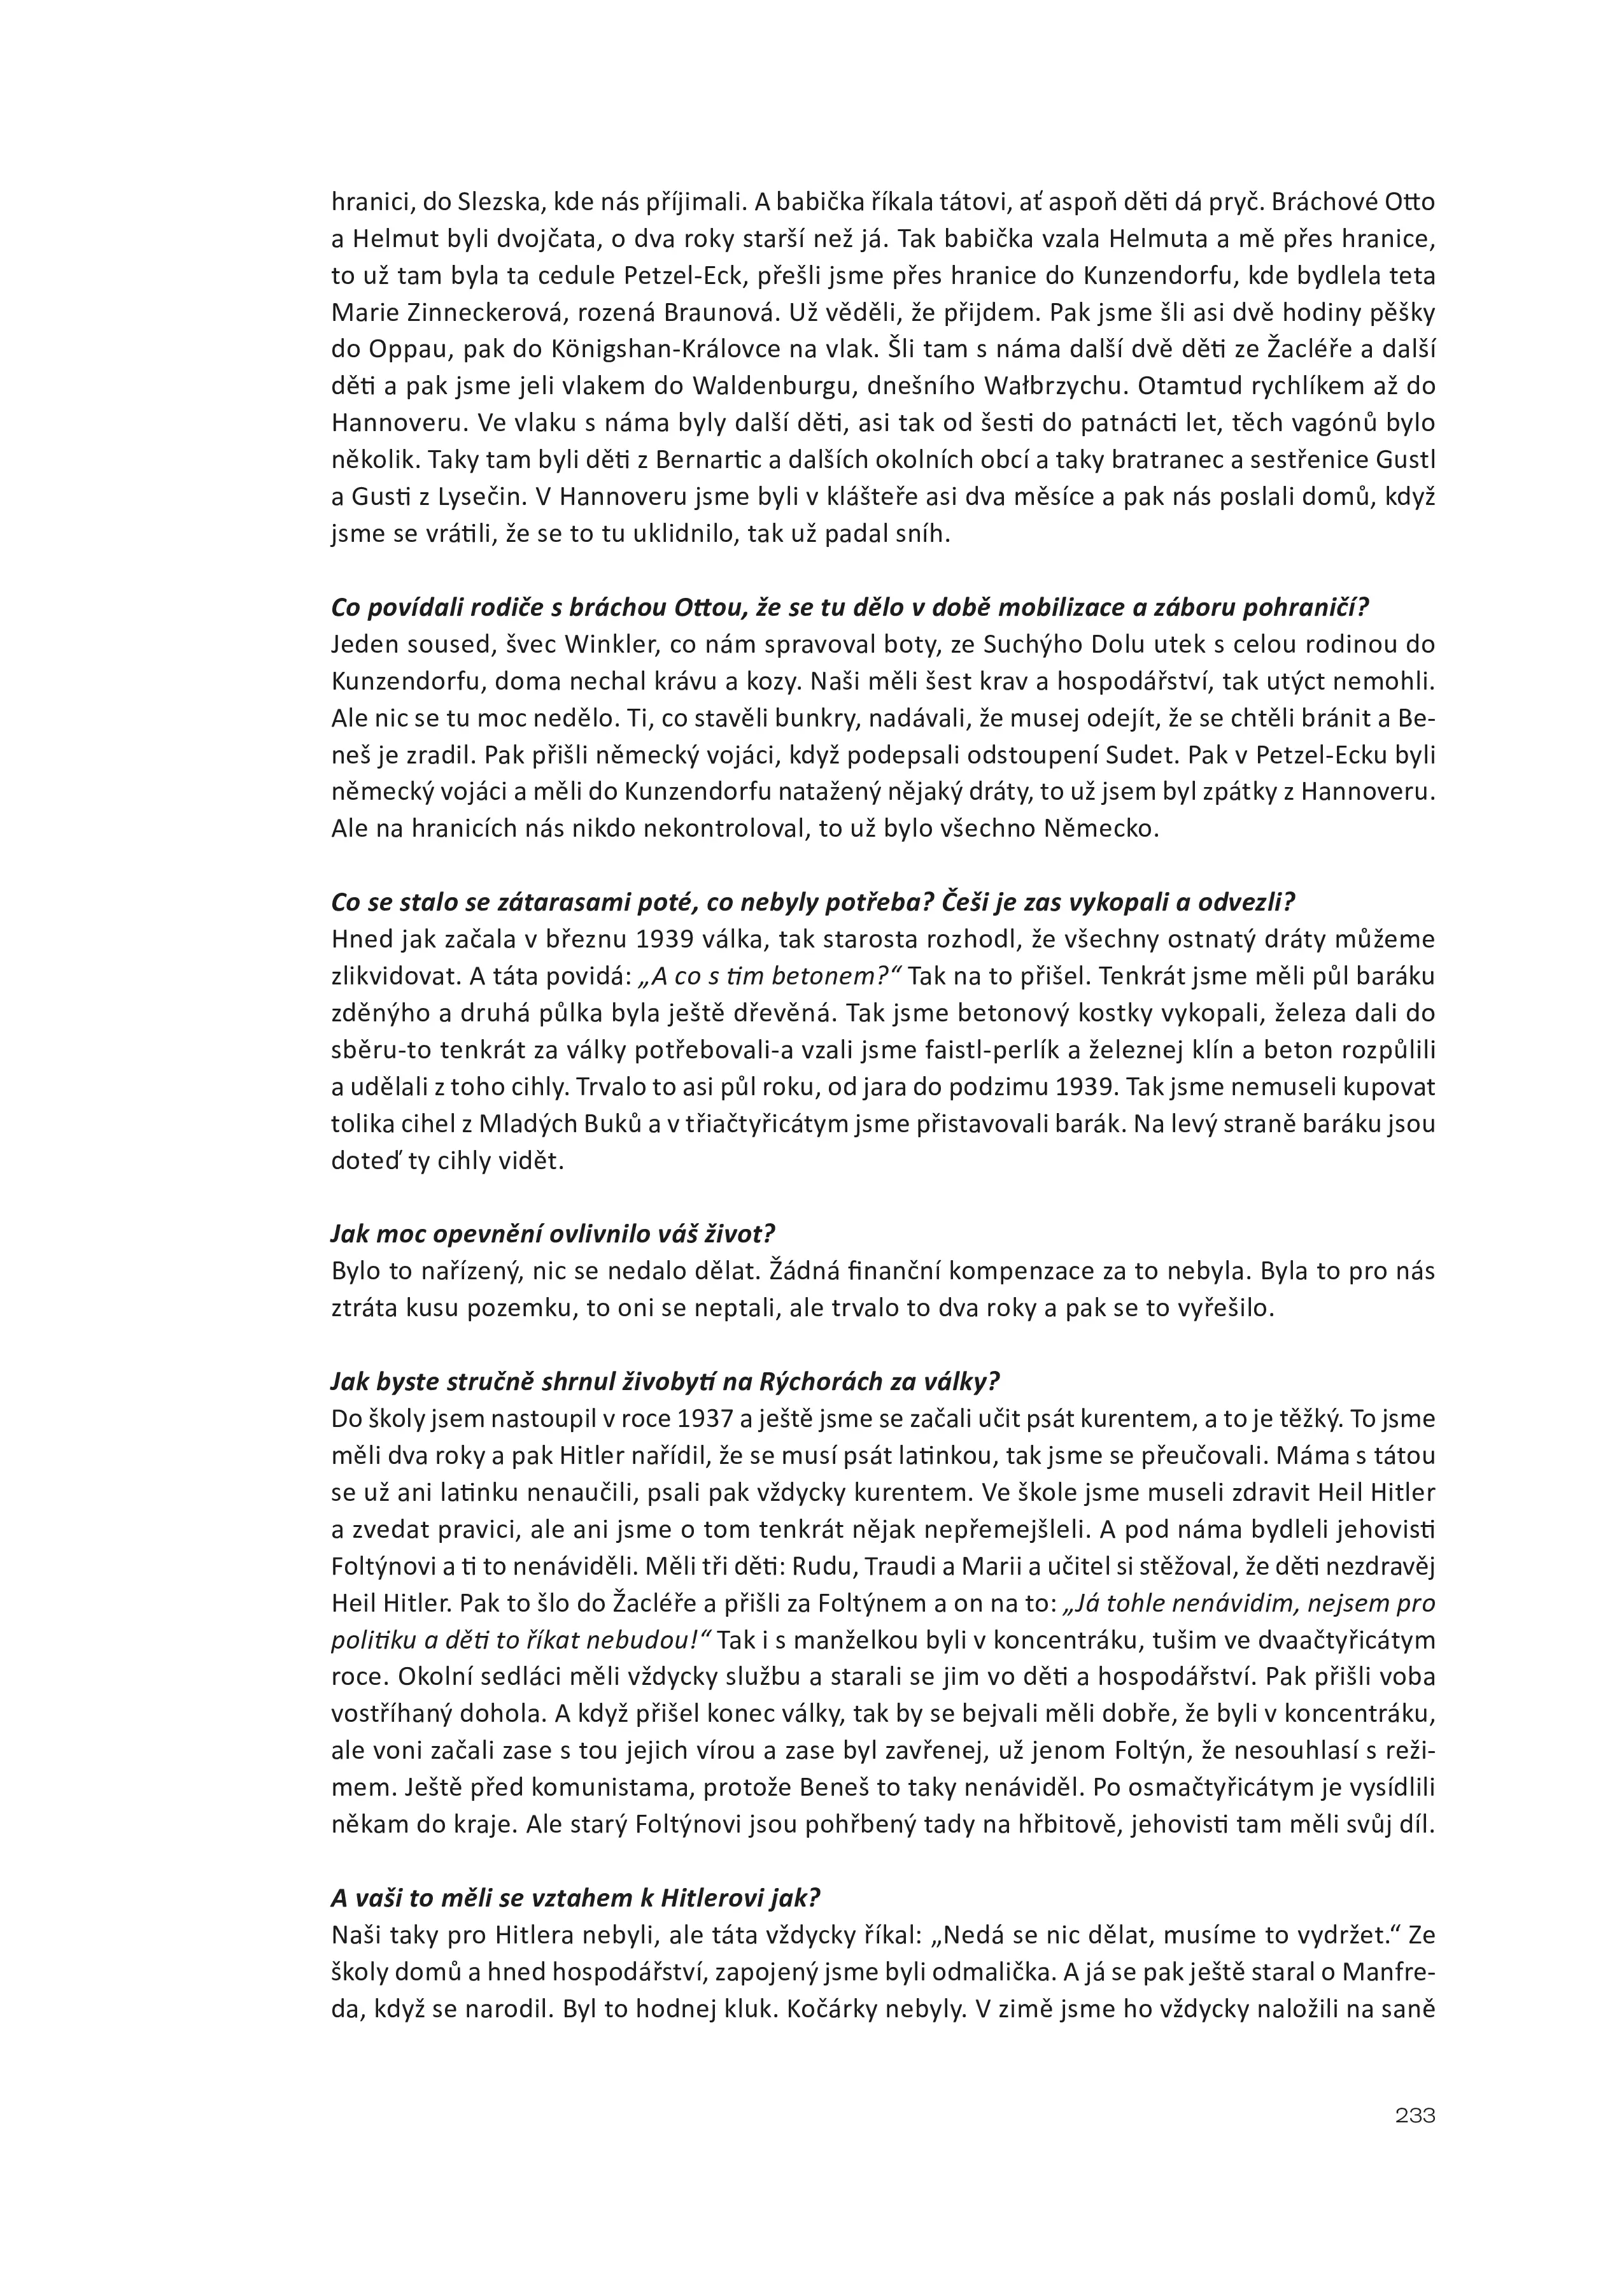 hranici, do Slezska, kde nás příjimali. A babička říkala tátovi, ať aspoň děti dá pryč. Bráchové Otto
a Helmut byli dvojčata, o dva roky starší než já. Tak babička vzala Helmuta a mě přes hranice,
to už tam byla ta cedule Petzel-Eck, přešli jsme přes hranice do Kunzendorfu, kde bydlela teta
Marie Zinneckerová, rozená Braunová. Už věděli, že přijdem. Pak jsme šli asi dvě hodiny pěšky
do Oppau, pak do Königshan-Královce na vlak. Šli tam s náma další dvě děti ze Žacléře a další
děti a pak jsme jeli vlakem do Waldenburgu, dnešního Wałbrzychu. Otamtud rychlíkem až do
Hannoveru. Ve vlaku s náma byly další děti, asi tak od šesti do patnácti let, těch vagónů bylo
několik. Taky tam byli děti z Bernartic a dalších okolních obcí a taky bratranec a sestřenice Gustl
a Gusti z Lysečin. V Hannoveru jsme byli v klášteře asi dva měsíce a pak nás poslali domů, když
jsme se vrátili, že se to tu uklidnilo, tak už padal sníh.
Co povídali rodiče s bráchou Ottou, že se tu dělo v době mobilizace a záboru pohraničí?
Jeden soused, švec Winkler, co nám spravoval boty, ze Suchýho Dolu utek s celou rodinou do
Kunzendorfu, doma nechal krávu a kozy. Naši měli šest krav a hospodářství, tak utýct nemohli.
Ale nic se tu moc nedělo. Ti, co stavěli bunkry, nadávali, že musej odejít, že se chtěli bránit a Be-
neš je zradil. Pak přišli německý vojáci, když podepsali odstoupení Sudet. Pak v Petzel-Ecku byli
německý vojáci a měli do Kunzendorfu natažený nějaký dráty, to už jsem byl zpátky z Hannoveru.
Ale na hranicích nás nikdo nekontroloval, to už bylo všechno Německo.
Co se stalo se zátarasami poté, co nebyly potřeba? Češi je zas vykopali a odvezli?
Hned jak začala v březnu 1939 válka, tak starosta rozhodl, že všechny ostnatý dráty můžeme
zlikvidovat. A táta povidá: „A co s tim betonem?“ Tak na to přišel. Tenkrát jsme měli půl baráku
zděnýho a druhá půlka byla ještě dřevěná. Tak jsme betonový kostky vykopali, železa dali do
sběru-to tenkrát za války potřebovali-a vzali jsme faistl-perlík a železnej klín a beton rozpůlili
a udělali z toho cihly. Trvalo to asi půl roku, od jara do podzimu 1939. Tak jsme nemuseli kupovat
tolika cihel z Mladých Buků a v třiačtyřicátym jsme přistavovali barák. Na levý straně baráku jsou
doteď ty cihly vidět.
Jak moc opevnění ovlivnilo váš život?
Bylo to nařízený, nic se nedalo dělat. Žádná finanční kompenzace za to nebyla. Byla to pro nás
ztráta kusu pozemku, to oni se neptali, ale trvalo to dva roky a pak se to vyřešilo.
Jak byste stručně shrnul živobytí na Rýchorách za války?
Do školy jsem nastoupil v roce 1937 a ještě jsme se začali učit psát kurentem, a to je těžký. To jsme
měli dva roky a pak Hitler nařídil, že se musí psát latinkou, tak jsme se přeučovali. Máma s tátou
se už ani latinku nenaučili, psali pak vždycky kurentem. Ve škole jsme museli zdravit Heil Hitler
a zvedat pravici, ale ani jsme o tom tenkrát nějak nepřemejšleli. A pod náma bydleli jehovisti
Foltýnovi a ti to nenáviděli. Měli tři děti: Rudu, Traudi a Marii a učitel si stěžoval, že děti nezdravěj
Heil Hitler. Pak to šlo do Žacléře a přišli za Foltýnem a on na to: „Já tohle nenávidim, nejsem pro
politiku a děti to říkat nebudou!“ Tak i s manželkou byli v koncentráku, tušim ve dvaačtyřicátym
roce. Okolní sedláci měli vždycky službu a starali se jim vo děti a hospodářství. Pak přišli voba
vostříhaný dohola. A když přišel konec války, tak by se bejvali měli dobře, že byli v koncentráku,
ale voni začali zase s tou jejich vírou a zase byl zavřenej, už jenom Foltýn, že nesouhlasí s reži-
mem. Ještě před komunistama, protože Beneš to taky nenáviděl. Po osmačtyřicátým je vysídlili
někam do kraje. Ale starý Foltýnovi jsou pohřbený tady na hřbitově, jehovisti tam měli svůj díl.
A vaši to měli se vztahem k Hitlerovi jak?
Naši taky pro Hitlera nebyli, ale táta vždycky říkal: „Nedá se nic dělat, musíme to vydržet.“ Ze
školy domů a hned hospodářství, zapojený jsme byli odmalička. A já se pak ještě staral o Manfre-
da, když se narodil. Byl to hodnej kluk. Kočárky nebyly. V zimě jsme ho vždycky naložili na saně
233